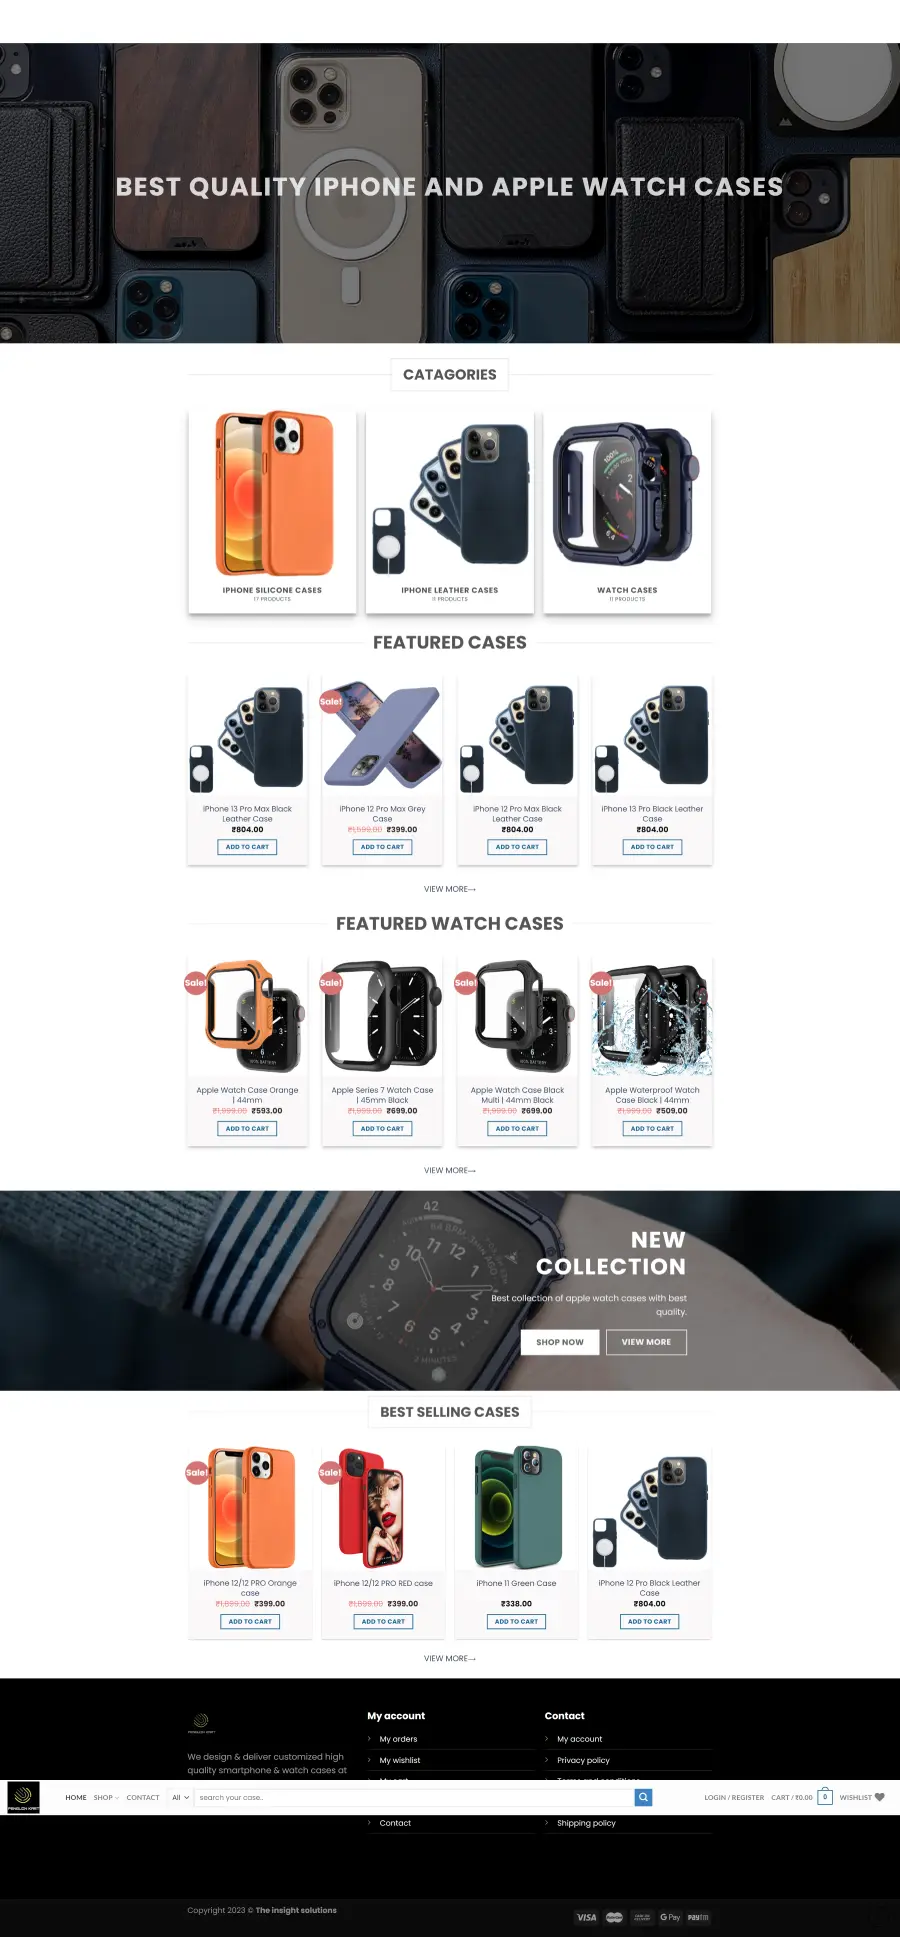 BEST QUALITY IPHONE AND APPLE WATCH CASES
CATAGORIES
IPHONE SILICONE CASES
17 PRODUCTS
IPHONE LEATHER CASES
11 PRODUCTS
WATCH CASES
11 PRODUCTS
FEATURED CASES
iPhone 13 Pro Max Black
Leather Case
₹804.00
ADD TO CART
Sale!
iPhone 12 Pro Max Grey
Case
₹1,599.00 ₹399.00
ADD TO CART
iPhone 12 Pro Max Black
Leather Case
₹804.00
ADD TO CART
iPhone 13 Pro Black Leather
Case
₹804.00
ADD TO CART
VIEW MORE→
FEATURED WATCH CASES
Sale!
Apple Watch Case Orange
| 44mm
₹1,999.00 ₹593.00
ADD TO CART
Sale!
Apple Series 7 Watch Case
| 45mm Black
₹1,999.00 ₹699.00
ADD TO CART
Sale!
Apple Watch Case Black
Multi | 44mm Black
₹1,999.00 ₹699.00
ADD TO CART
Sale!
Apple Waterproof Watch
Case Black | 44mm
₹1,999.00 ₹509.00
ADD TO CART
VIEW MORE→
NEW
COLLECTION
Best collection of apple watch cases with best
quality.
SHOP NOW
VIEW MORE
BEST SELLING CASES
Sale!
iPhone 12/12 PRO Orange
case
₹1,899.00 ₹399.00
ADD TO CART
Sale!
iPhone 12/12 PRO RED case
₹1,899.00 ₹399.00
ADD TO CART
iPhone 11 Green Case
₹338.00
ADD TO CART
iPhone 12 Pro Black Leather
Case
₹804.00
ADD TO CART
VIEW MORE→
We design & deliver customized high
quality smartphone & watch cases at
My account
My orders
My wishlist
Contact
My account
Privacy policy
HOME
SHOP
CONTACT
All
search your case..
LOGIN / REGISTER
CART / ₹0.00
0
WISHLIST
Contact
Shipping policy
Copyright 2023 © The insight solutions
VISA
G Pay
paytm